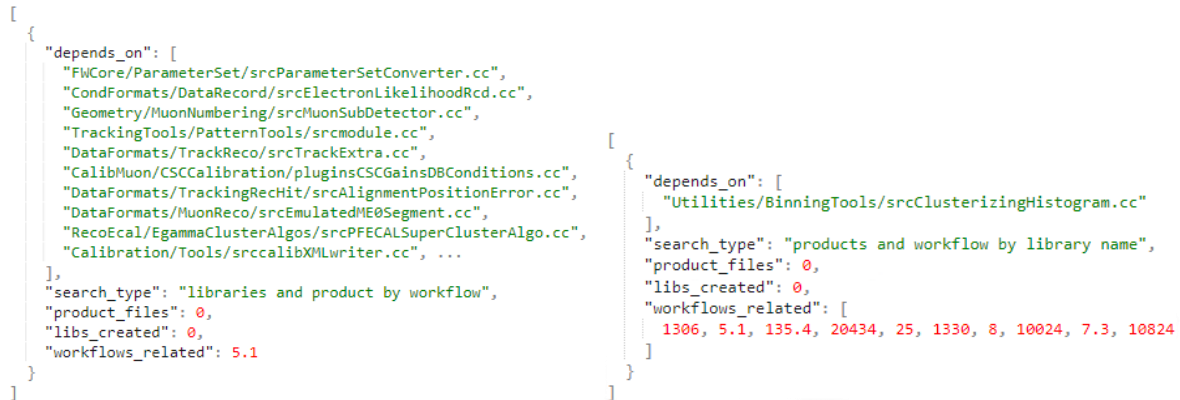 [
{
"depends_on": [
"FWCore/ParameterSet/srcParameterSetConverter.cc",
"CondFormats/DataRecord/srcElectronLikelihoodRcd.cc",
"Geometry/MuonNumbering/srcMuonSubDetector.cc",
"TrackingTools/PatternTools/srcmodule.cc",
"DataFormats/TrackReco/srcTrackExtra.cc",
"CalibMuon/CSCCalibration/pluginsCSCGainsDBConditions.cc",
"DataFormats/TrackingRecHit/srcAlignmentPositionError.cc",
"DataFormats/MuonReco/srcEmulatedME0Segment.cc",
"RecoEcal/EgammaClusterAlgos/srcPFECALSuperClusterAlgo.cc",
"Calibration/Tools/srccalibXMLwriter.cc", ...
],
"search_type": "libraries and product by workflow",
"product_files": 0,
"libs_created": 0,
"workflows_related": 5.1
}
]
[
{
"depends_on": [
"Utilities/BinningTools/srcClusterizingHistogram.cc"
],
"search_type": "products and workflow by library name",
"product_files": 0,
"libs_created": 0,
"workflows_related": [
1306, 5.1, 135.4, 20434, 25, 1330, 8, 10024, 7.3, 10824
]
}
]